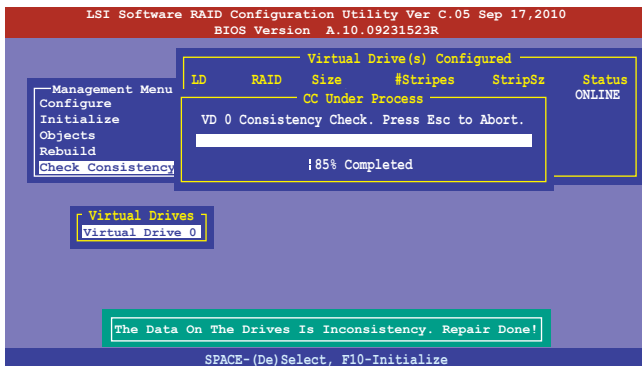 LSI Software RAID Configuration Utility Ver C.05 Sep 17,2010
BIOS Version A.10.09231523R
Virtual Drive(s) Configured
LD RAID Size #Stripes StripSz Status
ONLINE
Management Menu
Configure
Initialize
Objects
Rebuild
Check Consistency
CC Under Process
VD 0 Consistency Check. Press Esc to Abort.
85% Completed
Virtual Drives
Virtual Drive 0
The Data On The Drives Is Inconsistency. Repair Done!
SPACE-(De)Select, F10-Initialize